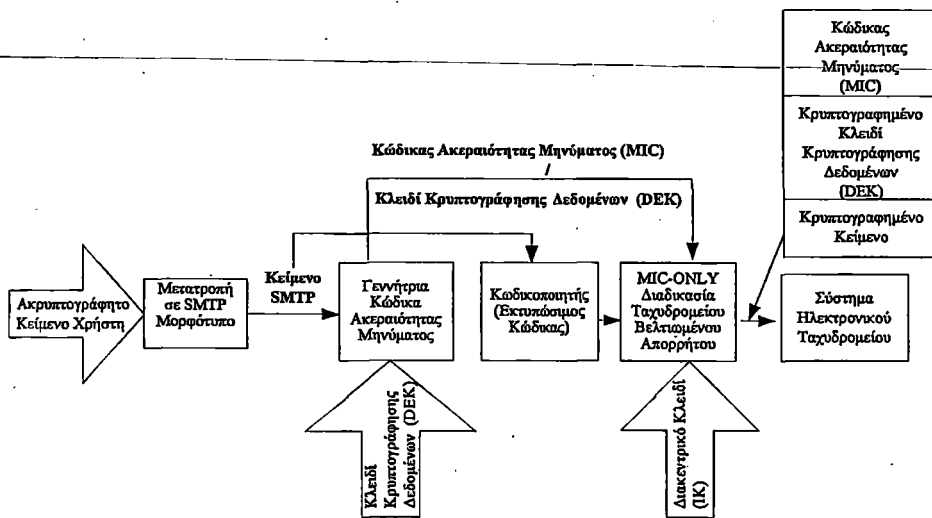 Κώδικας
Ακεραιότητας
Μηνύματος
(MIC)
Κρυπτογραφημένο
Κλειδί
Κρυπτογράφησης
Δεδομένων
(DEK)
Κρυπτογραφημένο
Κείμενο
Κώδικας Ακεραιότητας Μηνύματος (MIC)
Κλειδί Κρυπτογράφησης Δεδομένων (DEK)
Ακρυπτογράφητο
Κείμενο Χρήστη
Μετατροπή
σε SMTP
Μορφότυπο
Κείμενο
SMTP
Γεννήτρια
Κώδικα
Ακεραιότητας
Μηνύματος
Κωδικοποιητής
(Εκτυπώσιμος
Κώδικας)
MIC-ONLY
Διαδικασία
Ταχυδρομείου
Βελτιωμένου
Απορρήτου
Σύστημα
Ηλεκτρονικού
Ταχυδρομείου
Κλειδί
Κρυπτογράφησης
Δεδομένων (DEK)
Διακεντρικό Κλειδί
(IK)